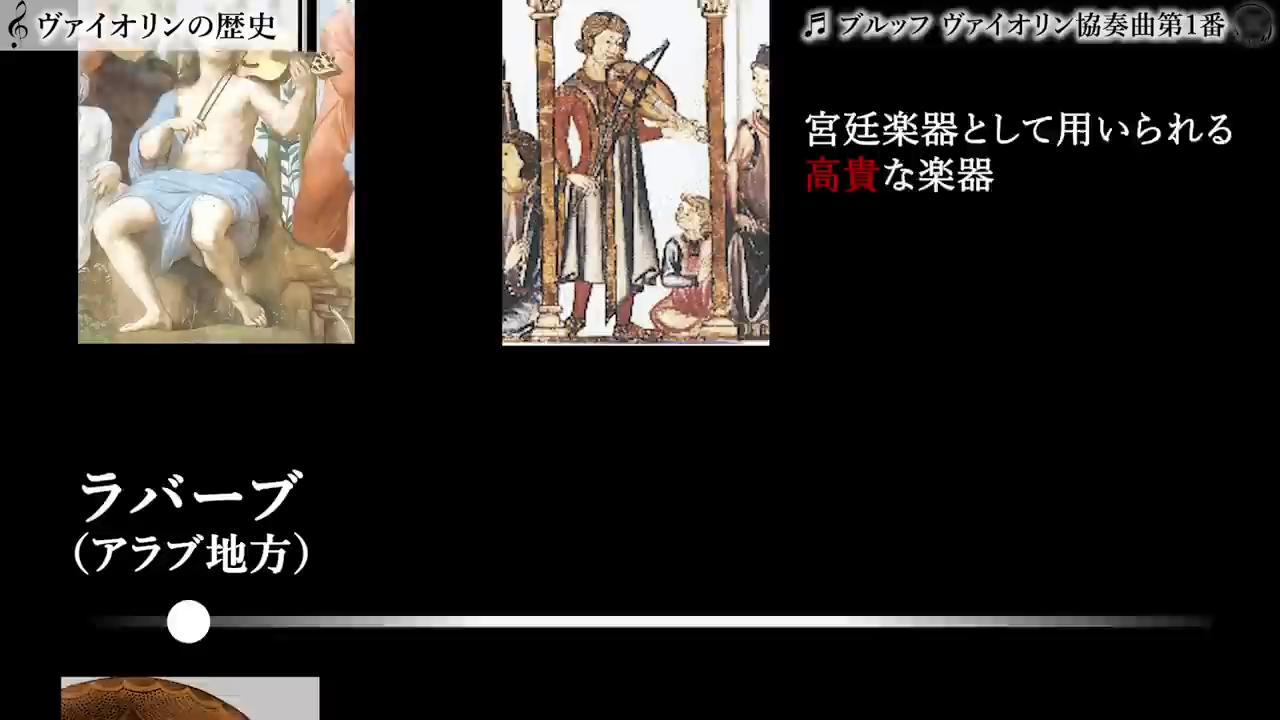 ヴァイオリンの歴史
ブルッフ ヴァイオリン協奏曲第1番
宮廷楽器として用いられる
高貴な楽器
ラバーブ
（アラブ地方）